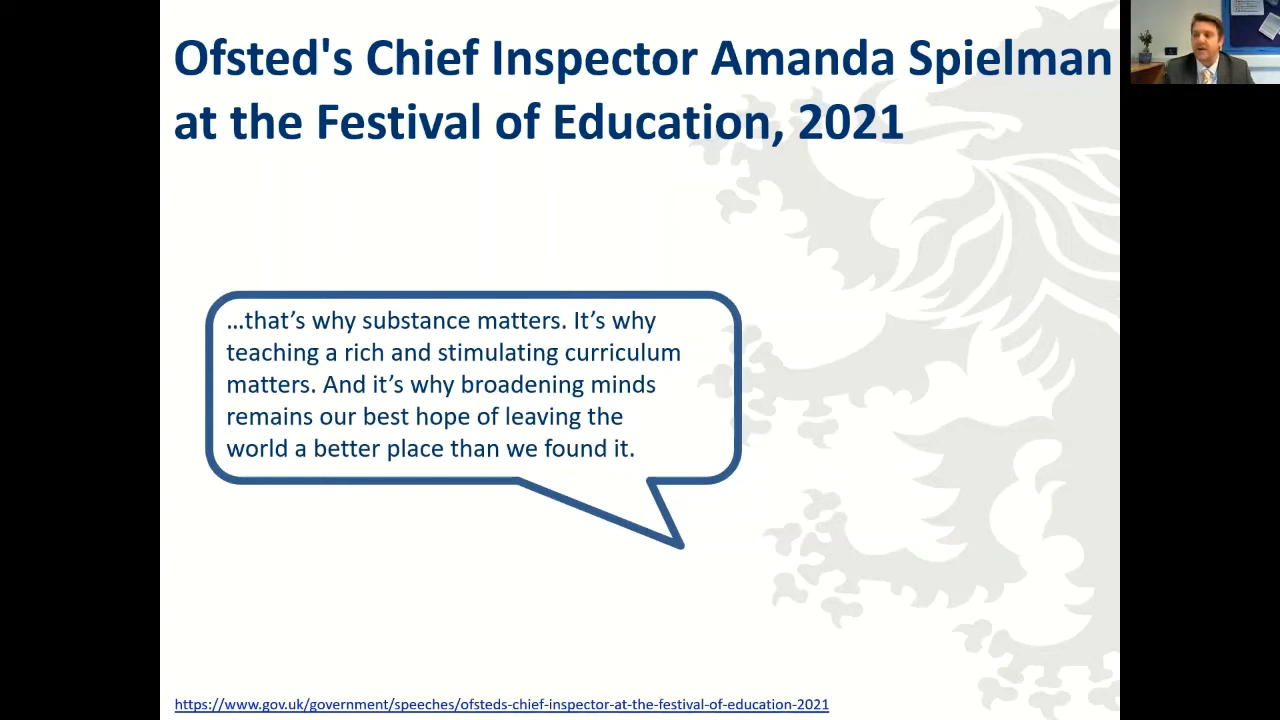 Ofsted's Chief Inspector Amanda Spielman
at the Festival of Education, 2021
…that’s why substance matters. It’s why
teaching a rich and stimulating curriculum
matters. And it’s why broadening minds
remains our best hope of leaving the
world a better place than we found it.
https://www.gov.uk/government/speeches/ofsteds-chief-inspector-at-the-festival-of-education-2021